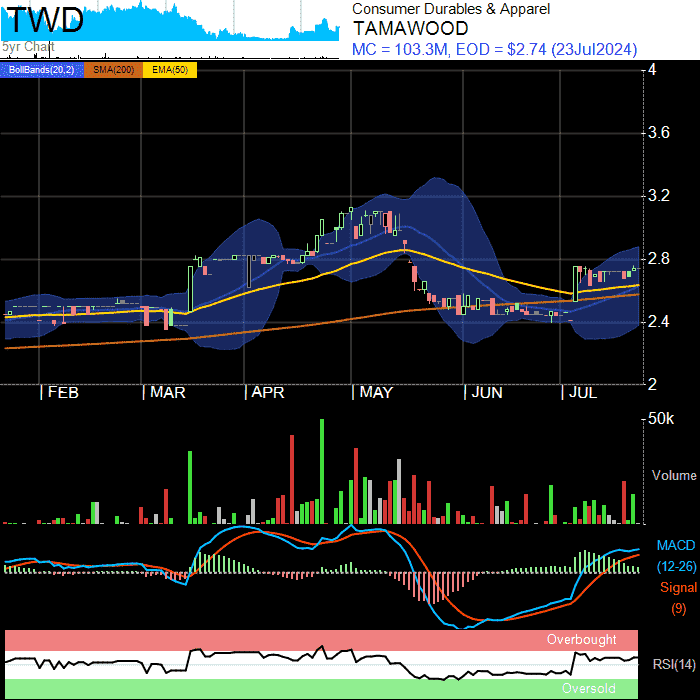 TWD
5yr Chart
Consumer Durables & Apparel
TAMAWOOD
MC = 103.3M, EOD = $2.74 (23Jul2024)
BollBands(20,2) SMA(200) EMA(50)
4
3.6
3.2
2.8
2.4
2
FEB MAR APR MAY JUN JUL
50k
Volume
MACD
(12-26)
Signal
(9)
Overbought
RSI(14)
Oversold